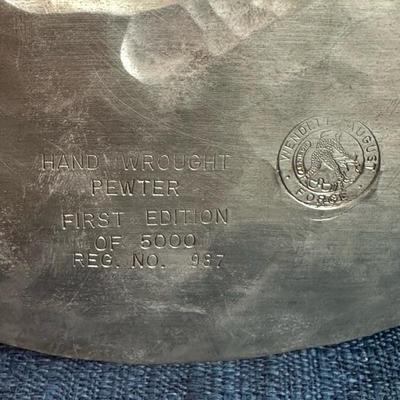 HAND WROUGHT
PEWTER
FIRST EDITION
OF 5000
REG. NO. 987
WENDELL AUGUST
FORGE